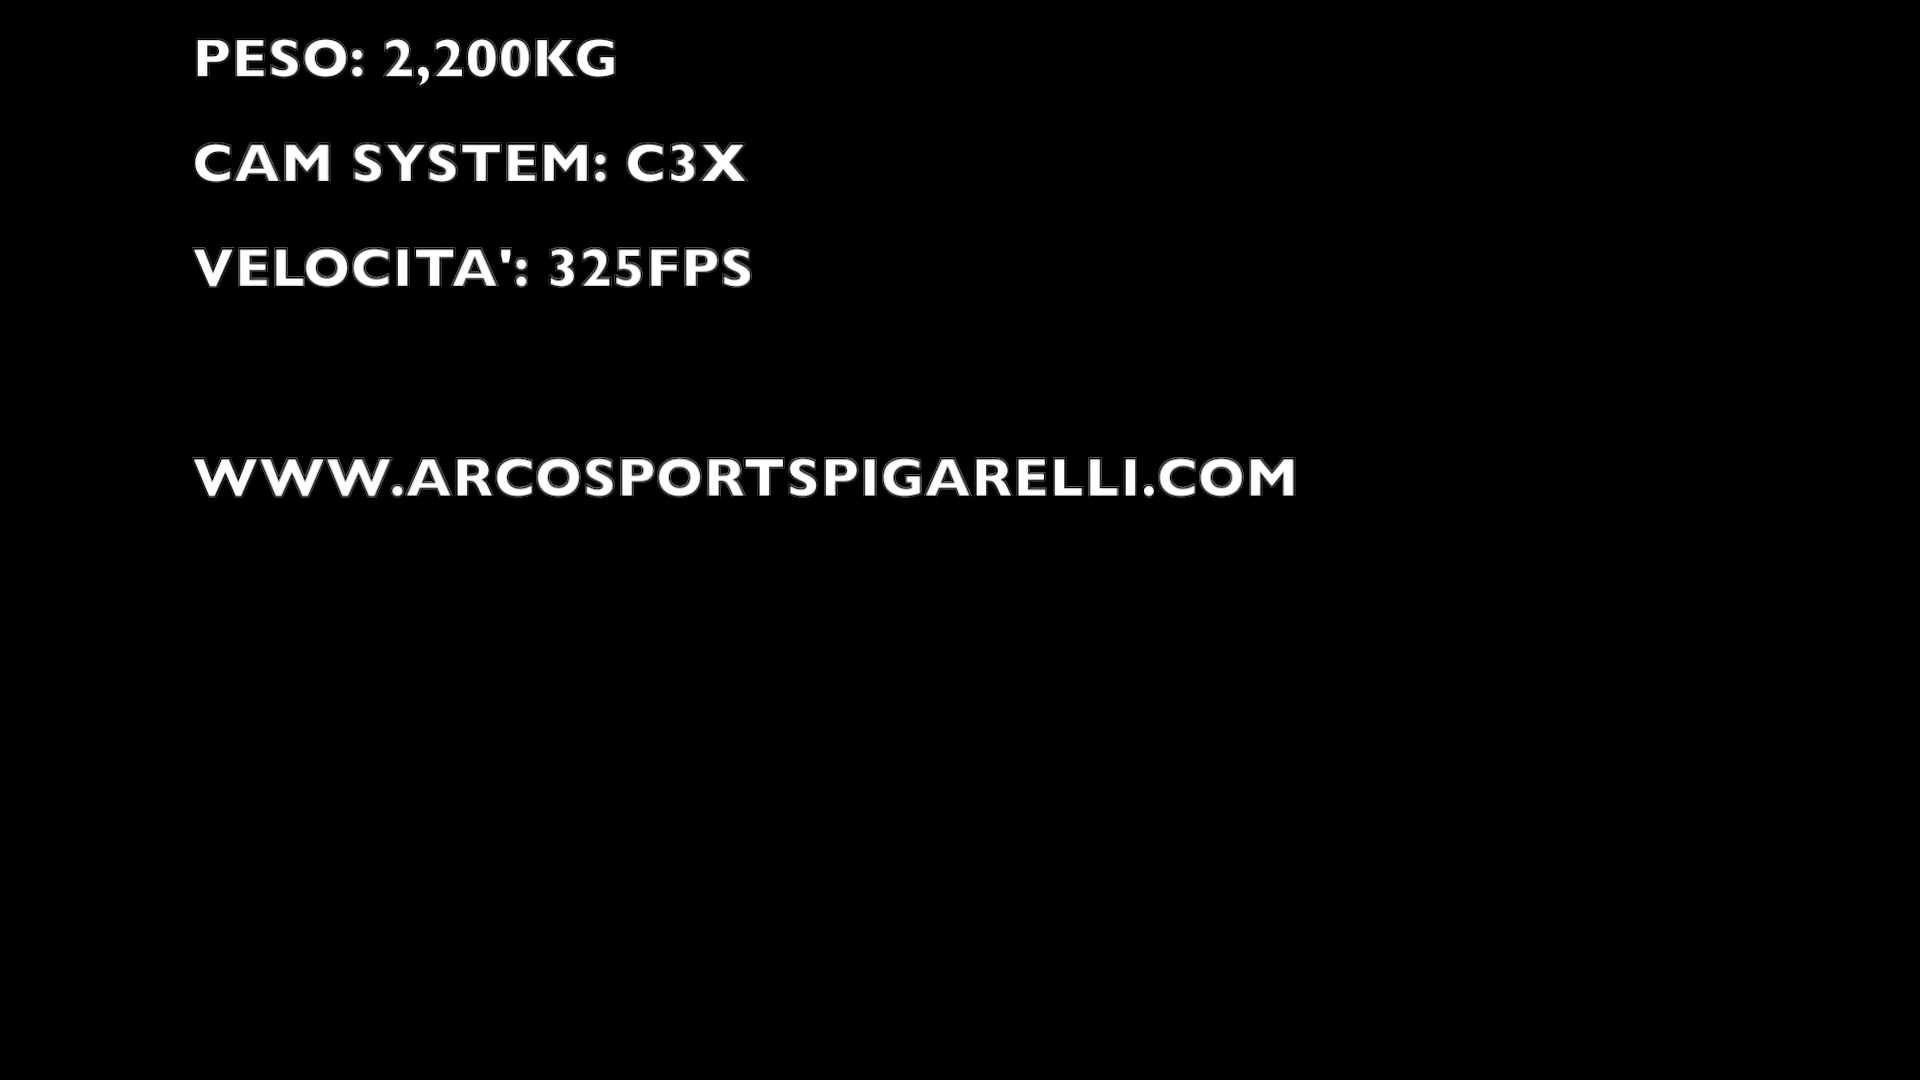 PESO: 2,200KG
CAM SYSTEM: C3X
VELOCITA': 325FPS
WWW.ARCOSPORTSPIGARELLI.COM